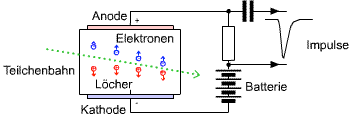 Anode
+
Elektronen
Impulse
Teilchenbahn
Löcher
Batterie
Kathode
-